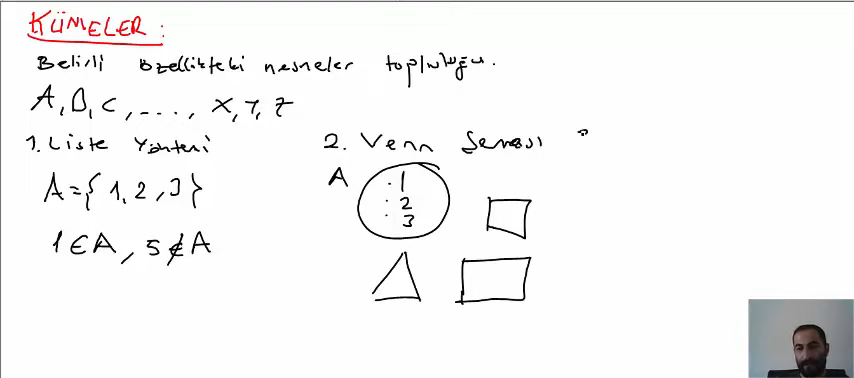 KÜMELER:
Belirli özellikteki nesneler topluluğu.
A, B, C, ...., X, Y, Z
1. Liste Yöntemi
A={1, 2, 3}
1∈A, 5∉A
2. Venn Şeması
A
.1
.2
.3